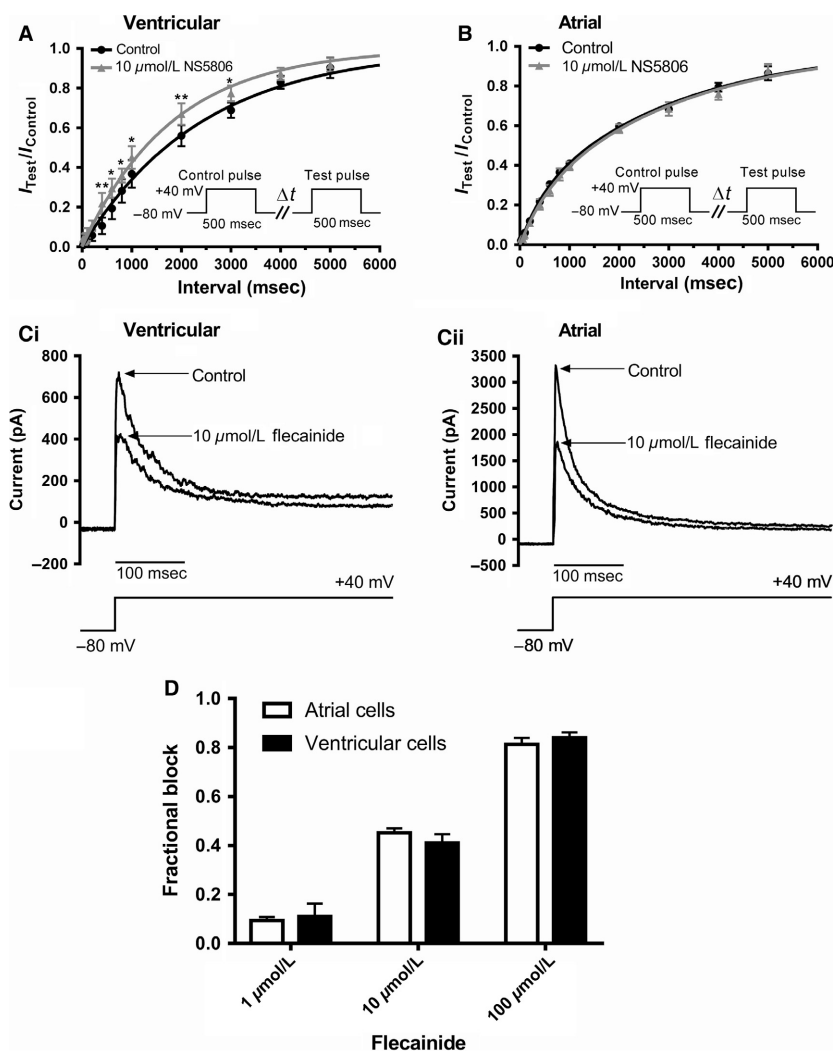 A
Ventricular
Control
10 µmol/L NS5806
I_Test/I_Control
1.0
0.8
0.6
0.4
0.2
0.0
**
*
*
*
**
*
Control pulse
Test pulse
+40 mV
Δt
–80 mV
500 msec
500 msec
0
1000
2000
3000
4000
5000
6000
Interval (msec)
B
Atrial
Control
10 µmol/L NS5806
I_Test/I_Control
1.0
0.8
0.6
0.4
0.2
0.0
Control pulse
Test pulse
+40 mV
Δt
–80 mV
500 msec
500 msec
0
1000
2000
3000
4000
5000
6000
Interval (msec)
Ci
Ventricular
Current (pA)
800
600
400
200
0
–200
Control
10 µmol/L flecainide
100 msec
+40 mV
–80 mV
Cii
Atrial
Current (pA)
3500
3000
2500
2000
1500
1000
500
0
–500
Control
10 µmol/L flecainide
100 msec
+40 mV
–80 mV
D
Fractional block
1.0
0.8
0.6
0.4
0.2
0.0
Atrial cells
Ventricular cells
1 µmol/L
10 µmol/L
100 µmol/L
Flecainide